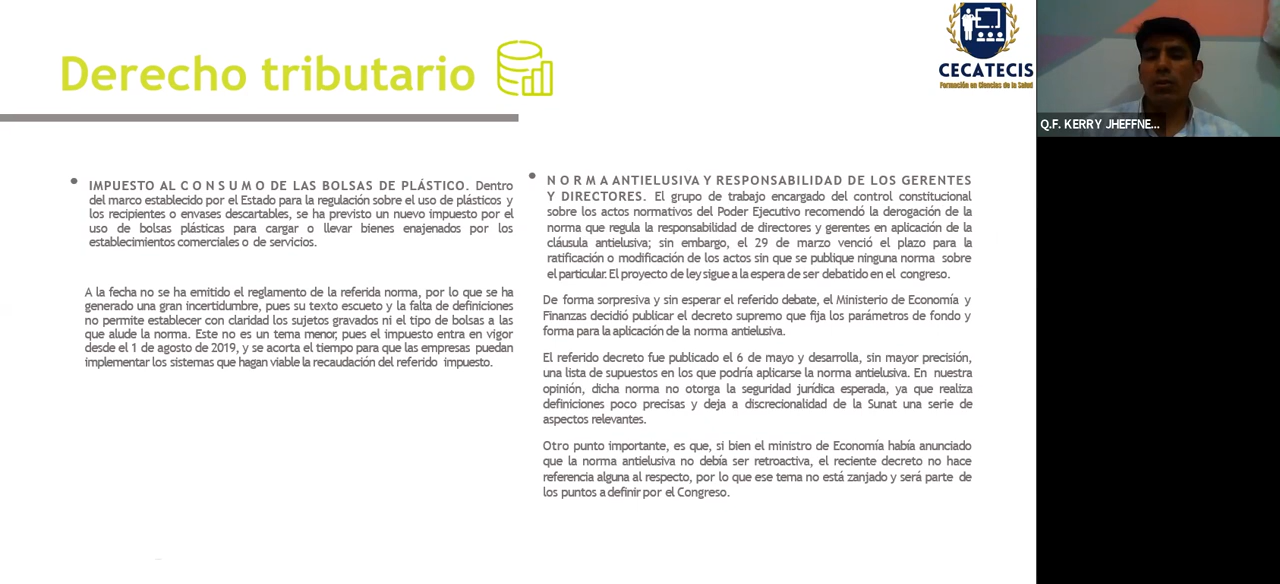 Derecho tributario
CECATECIS
Formación en Ciencias de la Salud
Q.F. KERRY JHEFFNE...
• IMPUESTO AL C O N S U M O DE LAS BOLSAS DE PLÁSTICO. Dentro
del marco establecido por el Estado para la regulación sobre el uso de plásticos y
los recipientes o envases descartables, se ha previsto un nuevo impuesto por el
uso de bolsas plásticas para cargar o llevar bienes enajenados por los
establecimientos comerciales o de servicios.
A la fecha no se ha emitido el reglamento de la referida norma, por lo que se ha
generado una gran incertidumbre, pues su texto escueto y la falta de definiciones
no permite establecer con claridad los sujetos gravados ni el tipo de bolsas a las
que alude la norma. Este no es un tema menor, pues el impuesto entra en vigor
desde el 1 de agosto de 2019, y se acorta el tiempo para que las empresas puedan
implementar los sistemas que hagan viable la recaudación del referido impuesto.
• N O R M A ANTIELUSIVA Y RESPONSABILIDAD DE LOS GERENTES
Y DIRECTORES. El grupo de trabajo encargado del control constitucional
sobre los actos normativos del Poder Ejecutivo recomendó la derogación de la
norma que regula la responsabilidad de directores y gerentes en aplicación de la
cláusula antielusiva; sin embargo, el 29 de marzo venció el plazo para la
ratificación o modificación de los actos sin que se publique ninguna norma sobre
el particular. El proyecto de ley sigue a la espera de ser debatido en el congreso.
De forma sorpresiva y sin esperar el referido debate, el Ministerio de Economía y
Finanzas decidió publicar el decreto supremo que fija los parámetros de fondo y
forma para la aplicación de la norma antielusiva.
El referido decreto fue publicado el 6 de mayo y desarrolla, sin mayor precisión,
una lista de supuestos en los que podría aplicarse la norma antielusiva. En nuestra
opinión, dicha norma no otorga la seguridad jurídica esperada, ya que realiza
definiciones poco precisas y deja a discrecionalidad de la Sunat una serie de
aspectos relevantes.
Otro punto importante, es que, si bien el ministro de Economía había anunciado
que la norma antielusiva no debía ser retroactiva, el reciente decreto no hace
referencia alguna al respecto, por lo que ese tema no está zanjado y será parte de
los puntos a definir por el Congreso.